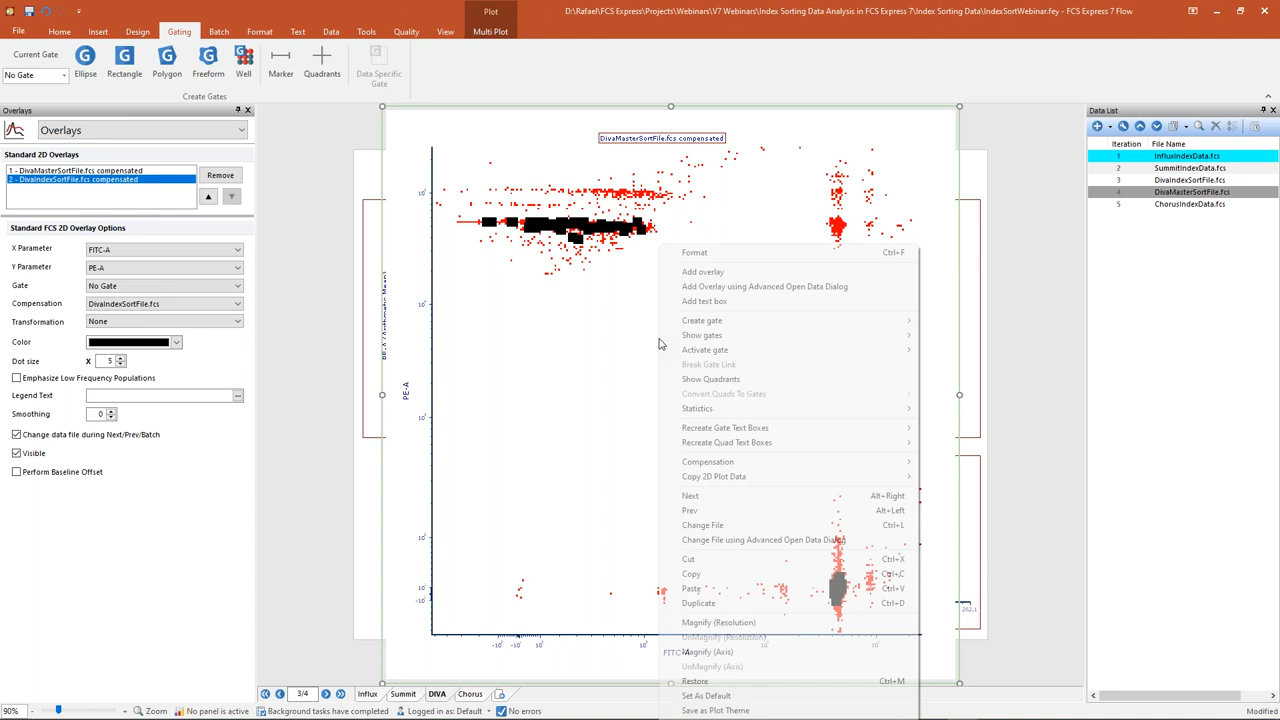 Plot
D:\Rafael\FCS Express\Projects\Webinars\V7 Webinars\Index Sorting Data Analysis in FCS Express 7\Index Sorting Data\IndexSortWebinar.fey - FCS Express 7 Flow
File Home Insert Design Gating Batch Format Text Data Tools Quality View Multi Plot
Current Gate
No Gate
Ellipse Rectangle Polygon Freeform Well Marker Quadrants Data Specific
Gate
Create Gates
Overlays
Overlays
Standard 2D Overlays
1 - DivaMasterSortFile.fcs compensated
2 - DivaIndexSortFile.fcs compensated
Remove
Standard FCS 2D Overlay Options
X Parameter FITC-A
Y Parameter PE-A
Gate No Gate
Compensation DivaIndexSortFile.fcs
Transformation None
Color
size X 5
Emphasize Low Frequency Populations
Legend Text
Smoothing 0
Change data file during Next/Prev/Batch
Visible
Perform Baseline Offset
DivaMasterSortFile.fcs compensated
PE-A (Arithmetic Mean)
PE-A
FITC-A
262,1
Format Ctrl+F
Add overlay
Add Overlay using Advanced Open Data Dialog
Add text box
Create gate
Show gates
Activate gate
Break Gate Link
Show Quadrants
Convert Quads To Gates
Statistics
Recreate Gate Text Boxes
Recreate Quad Text Boxes
Compensation
Copy 2D Plot Data
Next Alt+Right
Prev Alt+Left
Change File Ctrl+L
Change File using Advanced Open Data Dialog
Cut Ctrl+X
Copy Ctrl+C
Paste Ctrl+V
Duplicate Ctrl+D
Magnify (Resolution)
UnMagnify (Resolution)
Magnify (Axis)
UnMagnify (Axis)
Restore Ctrl+M
Set As Default
Save as Plot Theme
Data List
Iteration File Name
1 InfluxIndexData.fcs
2 SummitIndexData.fcs
3 DivaIndexSortFile.fcs
4 DivaMasterSortFile.fcs
5 ChorusIndexData.fcs
3/4 Influx Summit DIVA Chorus
90% Zoom No panel is active Background tasks have completed Logged in as: Default No errors Modified